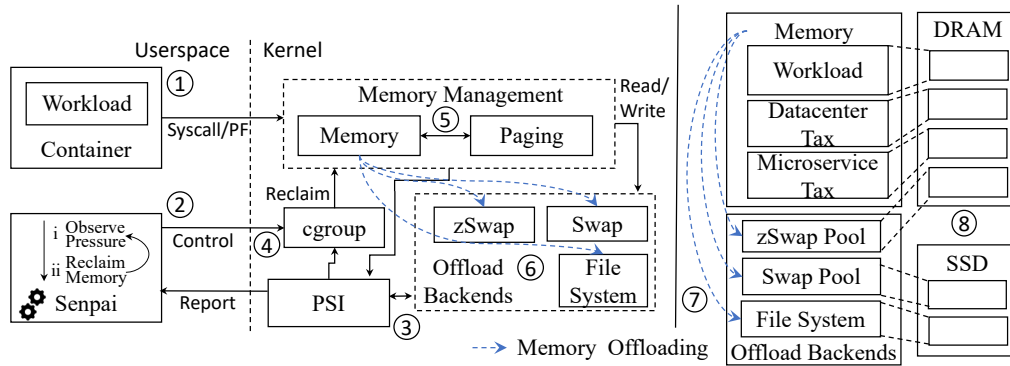 Userspace
Kernel
①
Workload
Container
Syscall/PF
Memory Management
Memory
⑤
Paging
Read/
Write
②
i Observe
Pressure
ii Reclaim
Memory
Senpai
Control
Report
Reclaim
④
cgroup
PSI
③
zSwap
Swap
Offload
Backends
⑥
File
System
Memory Offloading
⑦
Memory
Workload
Datacenter
Tax
Microservice
Tax
zSwap Pool
Swap Pool
File System
Offload Backends
DRAM
⑧
SSD